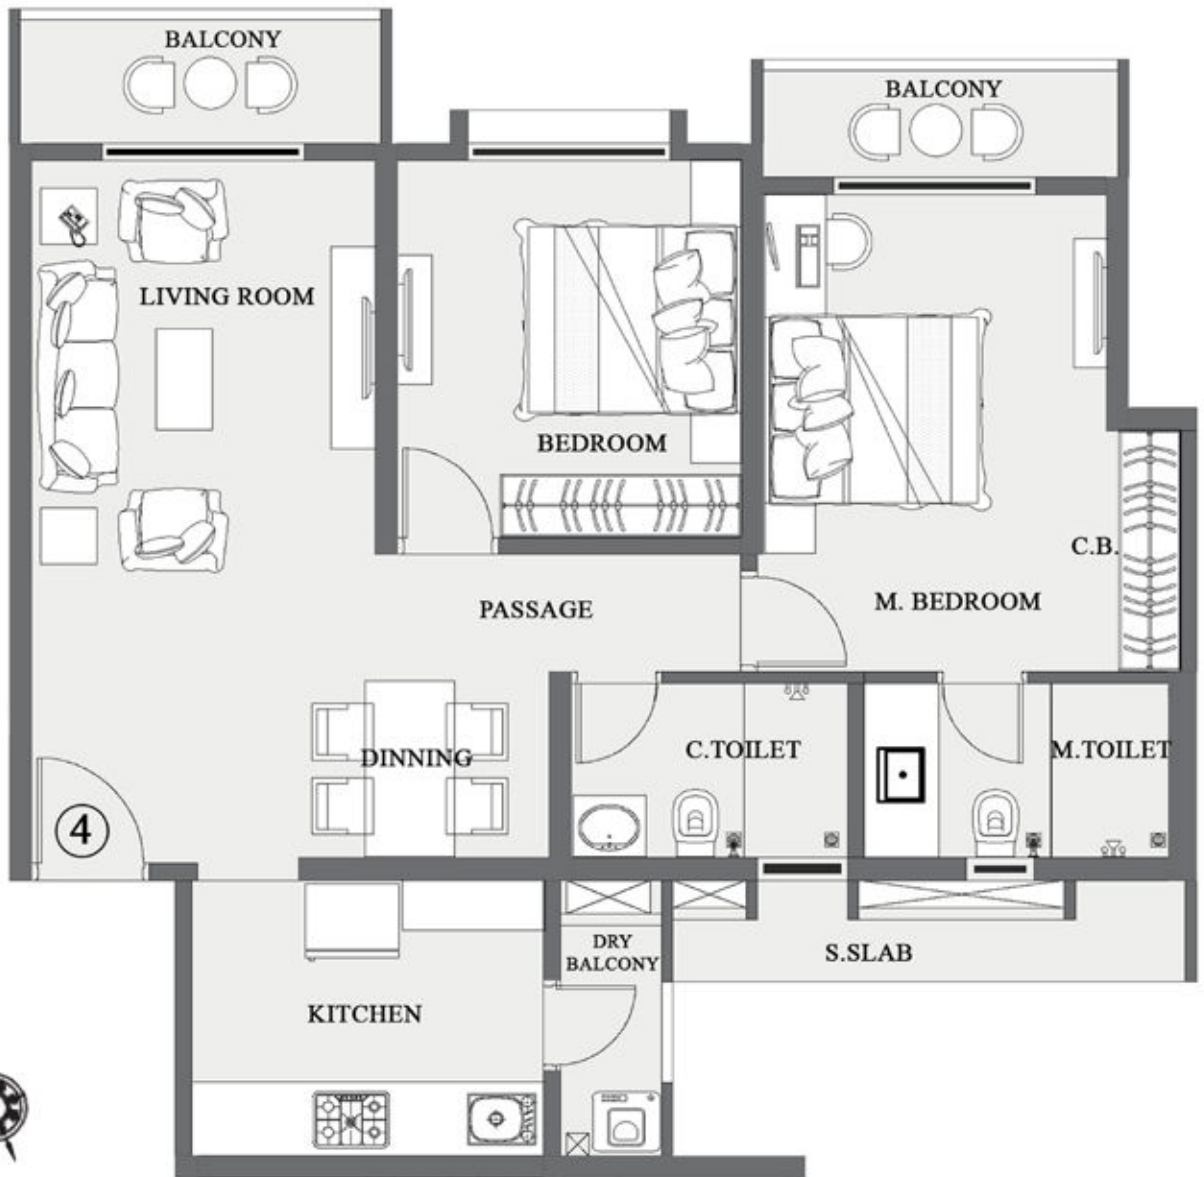 BALCONY
BALCONY
LIVING ROOM
BEDROOM
C.B.
PASSAGE
M. BEDROOM
DINNING
C.TOILET
M.TOILET
4
DRY
BALCONY
S.SLAB
KITCHEN